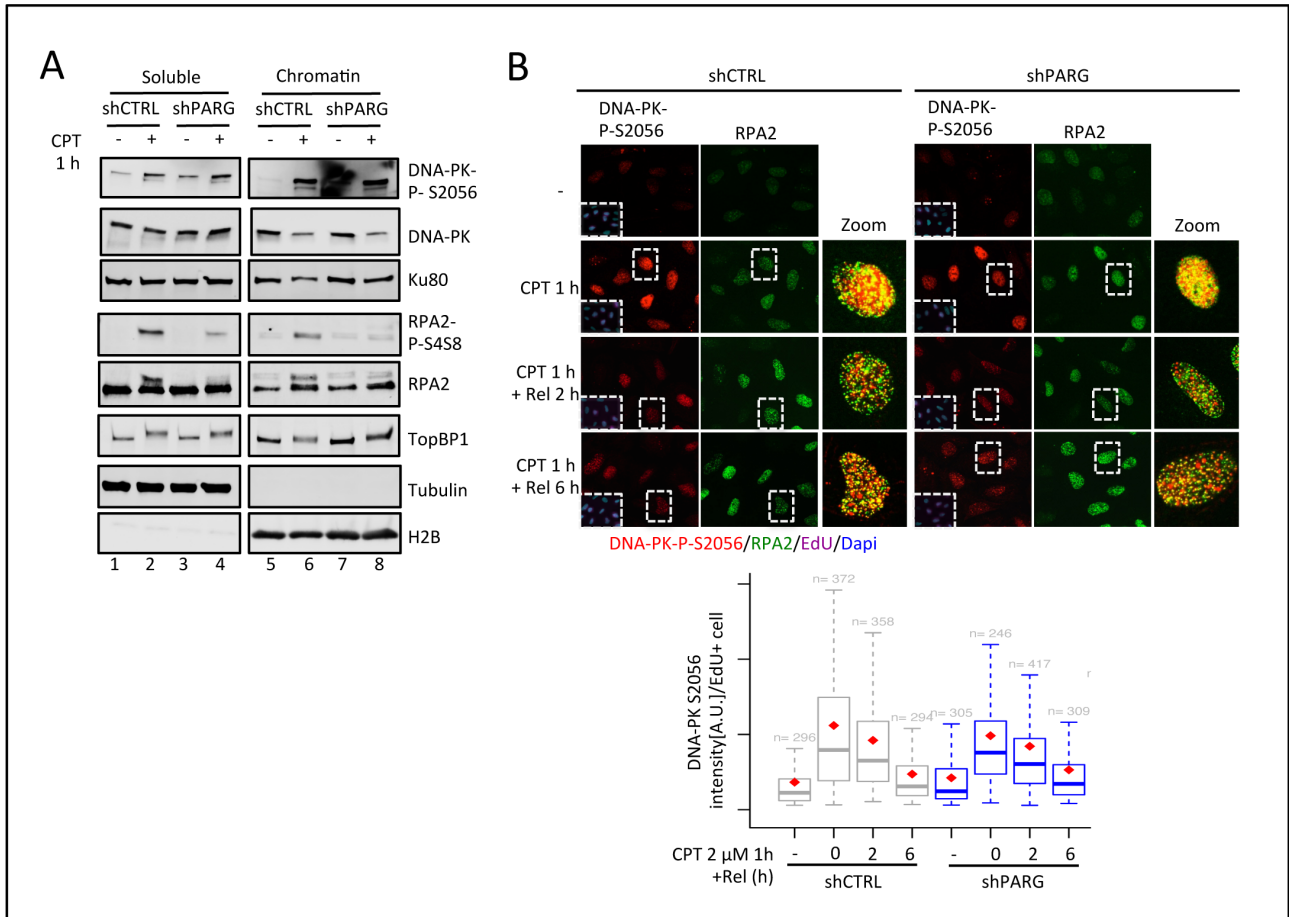 A
Soluble
Chromatin
shCTRL shPARG
shCTRL shPARG
CPT - + - +
- + - +
1 h
DNA-PK-
P- S2056
DNA-PK
Ku80
RPA2-
P-S4S8
RPA2
TopBP1
Tubulin
H2B
1 2 3 4 5 6 7 8
B
shCTRL
shPARG
DNA-PK-
P-S2056
RPA2
DNA-PK-
P-S2056
RPA2
-
Zoom
Zoom
CPT 1 h
CPT 1 h
+ Rel 2 h
CPT 1 h
+ Rel 6 h
DNA-PK-P-S2056/RPA2/EdU/Dapi
DNA-PK S2056
intensity[A.U.]/EdU+ cell
n= 296
n= 372
n= 358
n= 294
n= 305
n= 246
n= 417
n= 309
r
CPT 2 μM 1h
+Rel (h)
- 0 2 6 - 0 2 6
shCTRL
shPARG